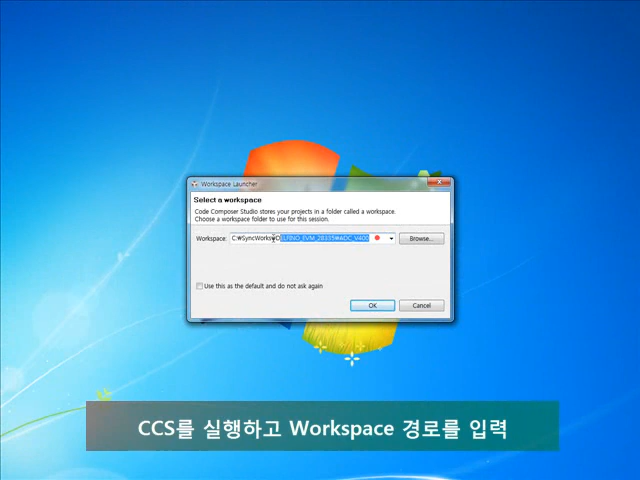 Workspace Launcher
Select a workspace
Code Composer Studio stores your projects in a folder called a workspace.
Choose a workspace folder to use for this session.
Workspace:
Browse...
Use this as the default and do not ask again
OK
Cancel
CCS를 실행하고 Workspace 경로를 입력